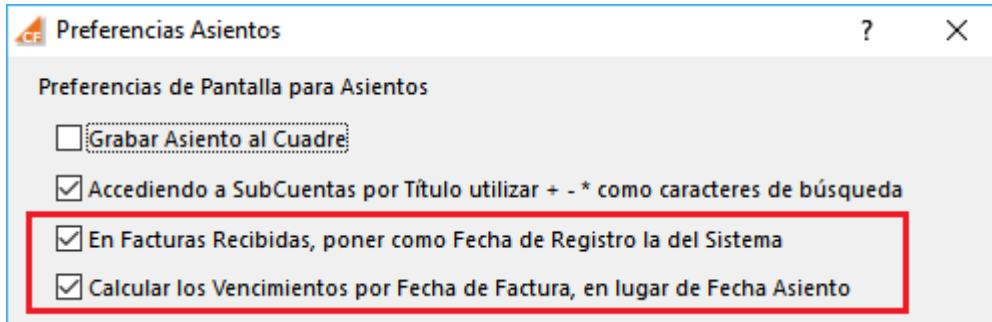 CF
Preferencias Asientos
Preferencias de Pantalla para Asientos
Grabar Asiento al Cuadre
Accediendo a SubCuentas por Título utilizar + - * como caracteres de búsqueda
En Facturas Recibidas, poner como Fecha de Registro la del Sistema
Calcular los Vencimientos por Fecha de Factura, en lugar de Fecha Asiento